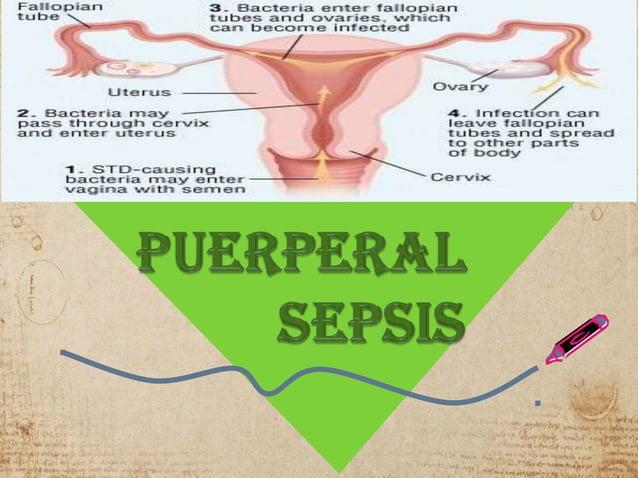 Fallopian
tube
3. Bacteria enter fallopian
tubes and ovaries, which
can become infected
Uterus
Ovary
2. Bacteria may
pass through cervix
and enter uterus
4. Infection can
leave fallopian
tubes and spread
to other parts
of body
1. STD-causing
bacteria may enter
vagina with semen
Cervix
PUERPERAL
SEPSIS